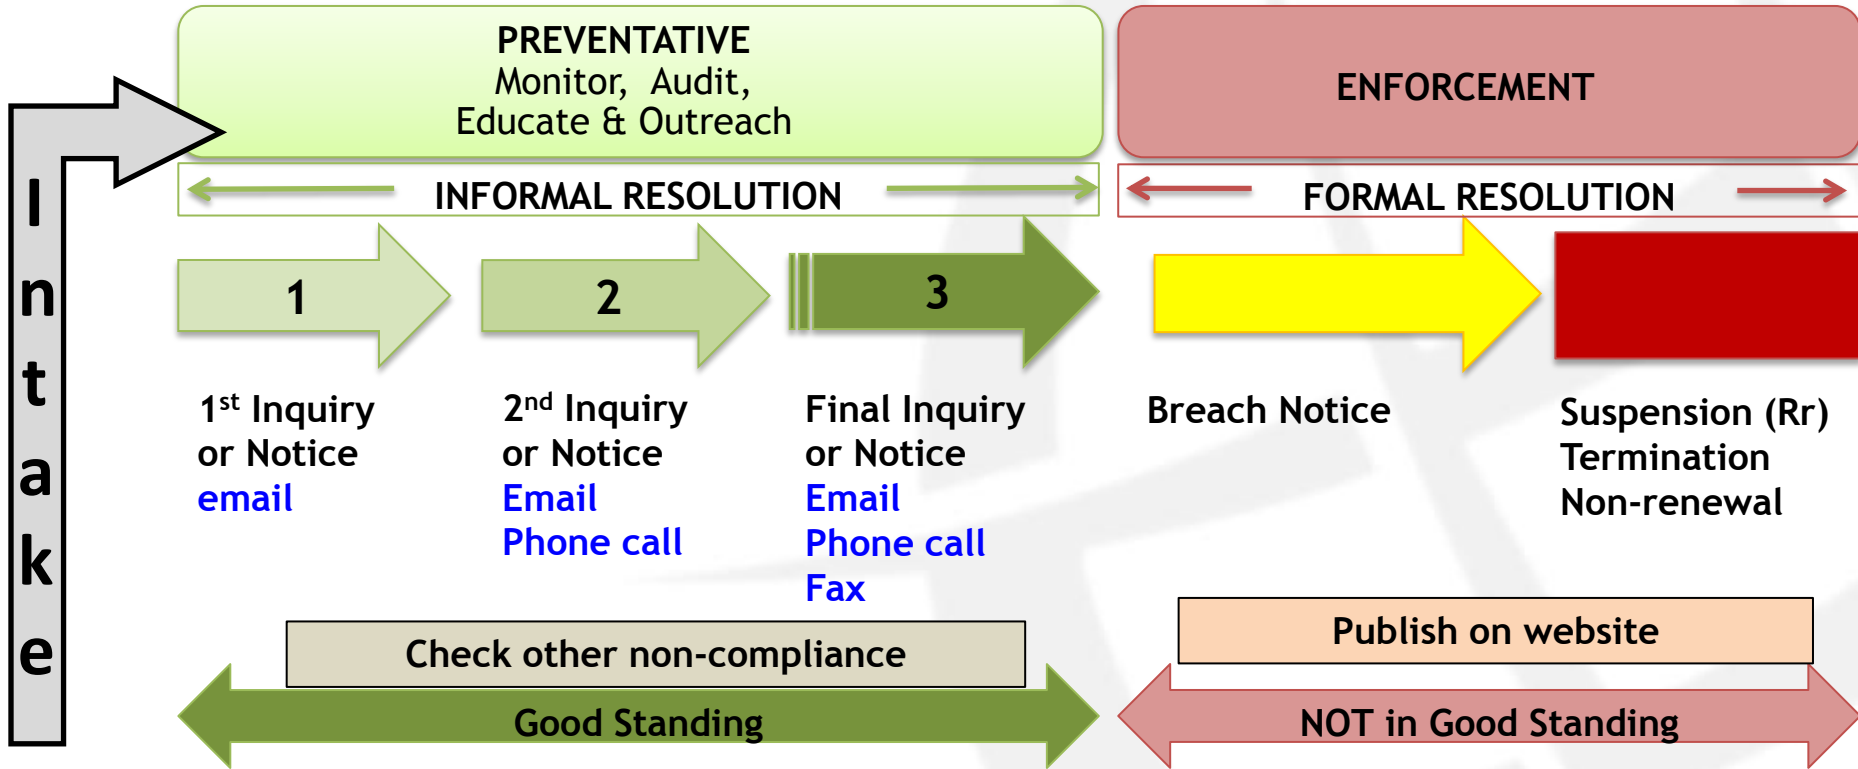 Intake
PREVENTATIVE
Monitor, Audit,
Educate & Outreach
ENFORCEMENT
INFORMAL RESOLUTION
FORMAL RESOLUTION
1
2
3
1st Inquiry
or Notice
email
2nd Inquiry
or Notice
Email
Phone call
Final Inquiry
or Notice
Email
Phone call
Fax
Breach Notice
Suspension (Rr)
Termination
Non-renewal
Check other non-compliance
Publish on website
Good Standing
NOT in Good Standing